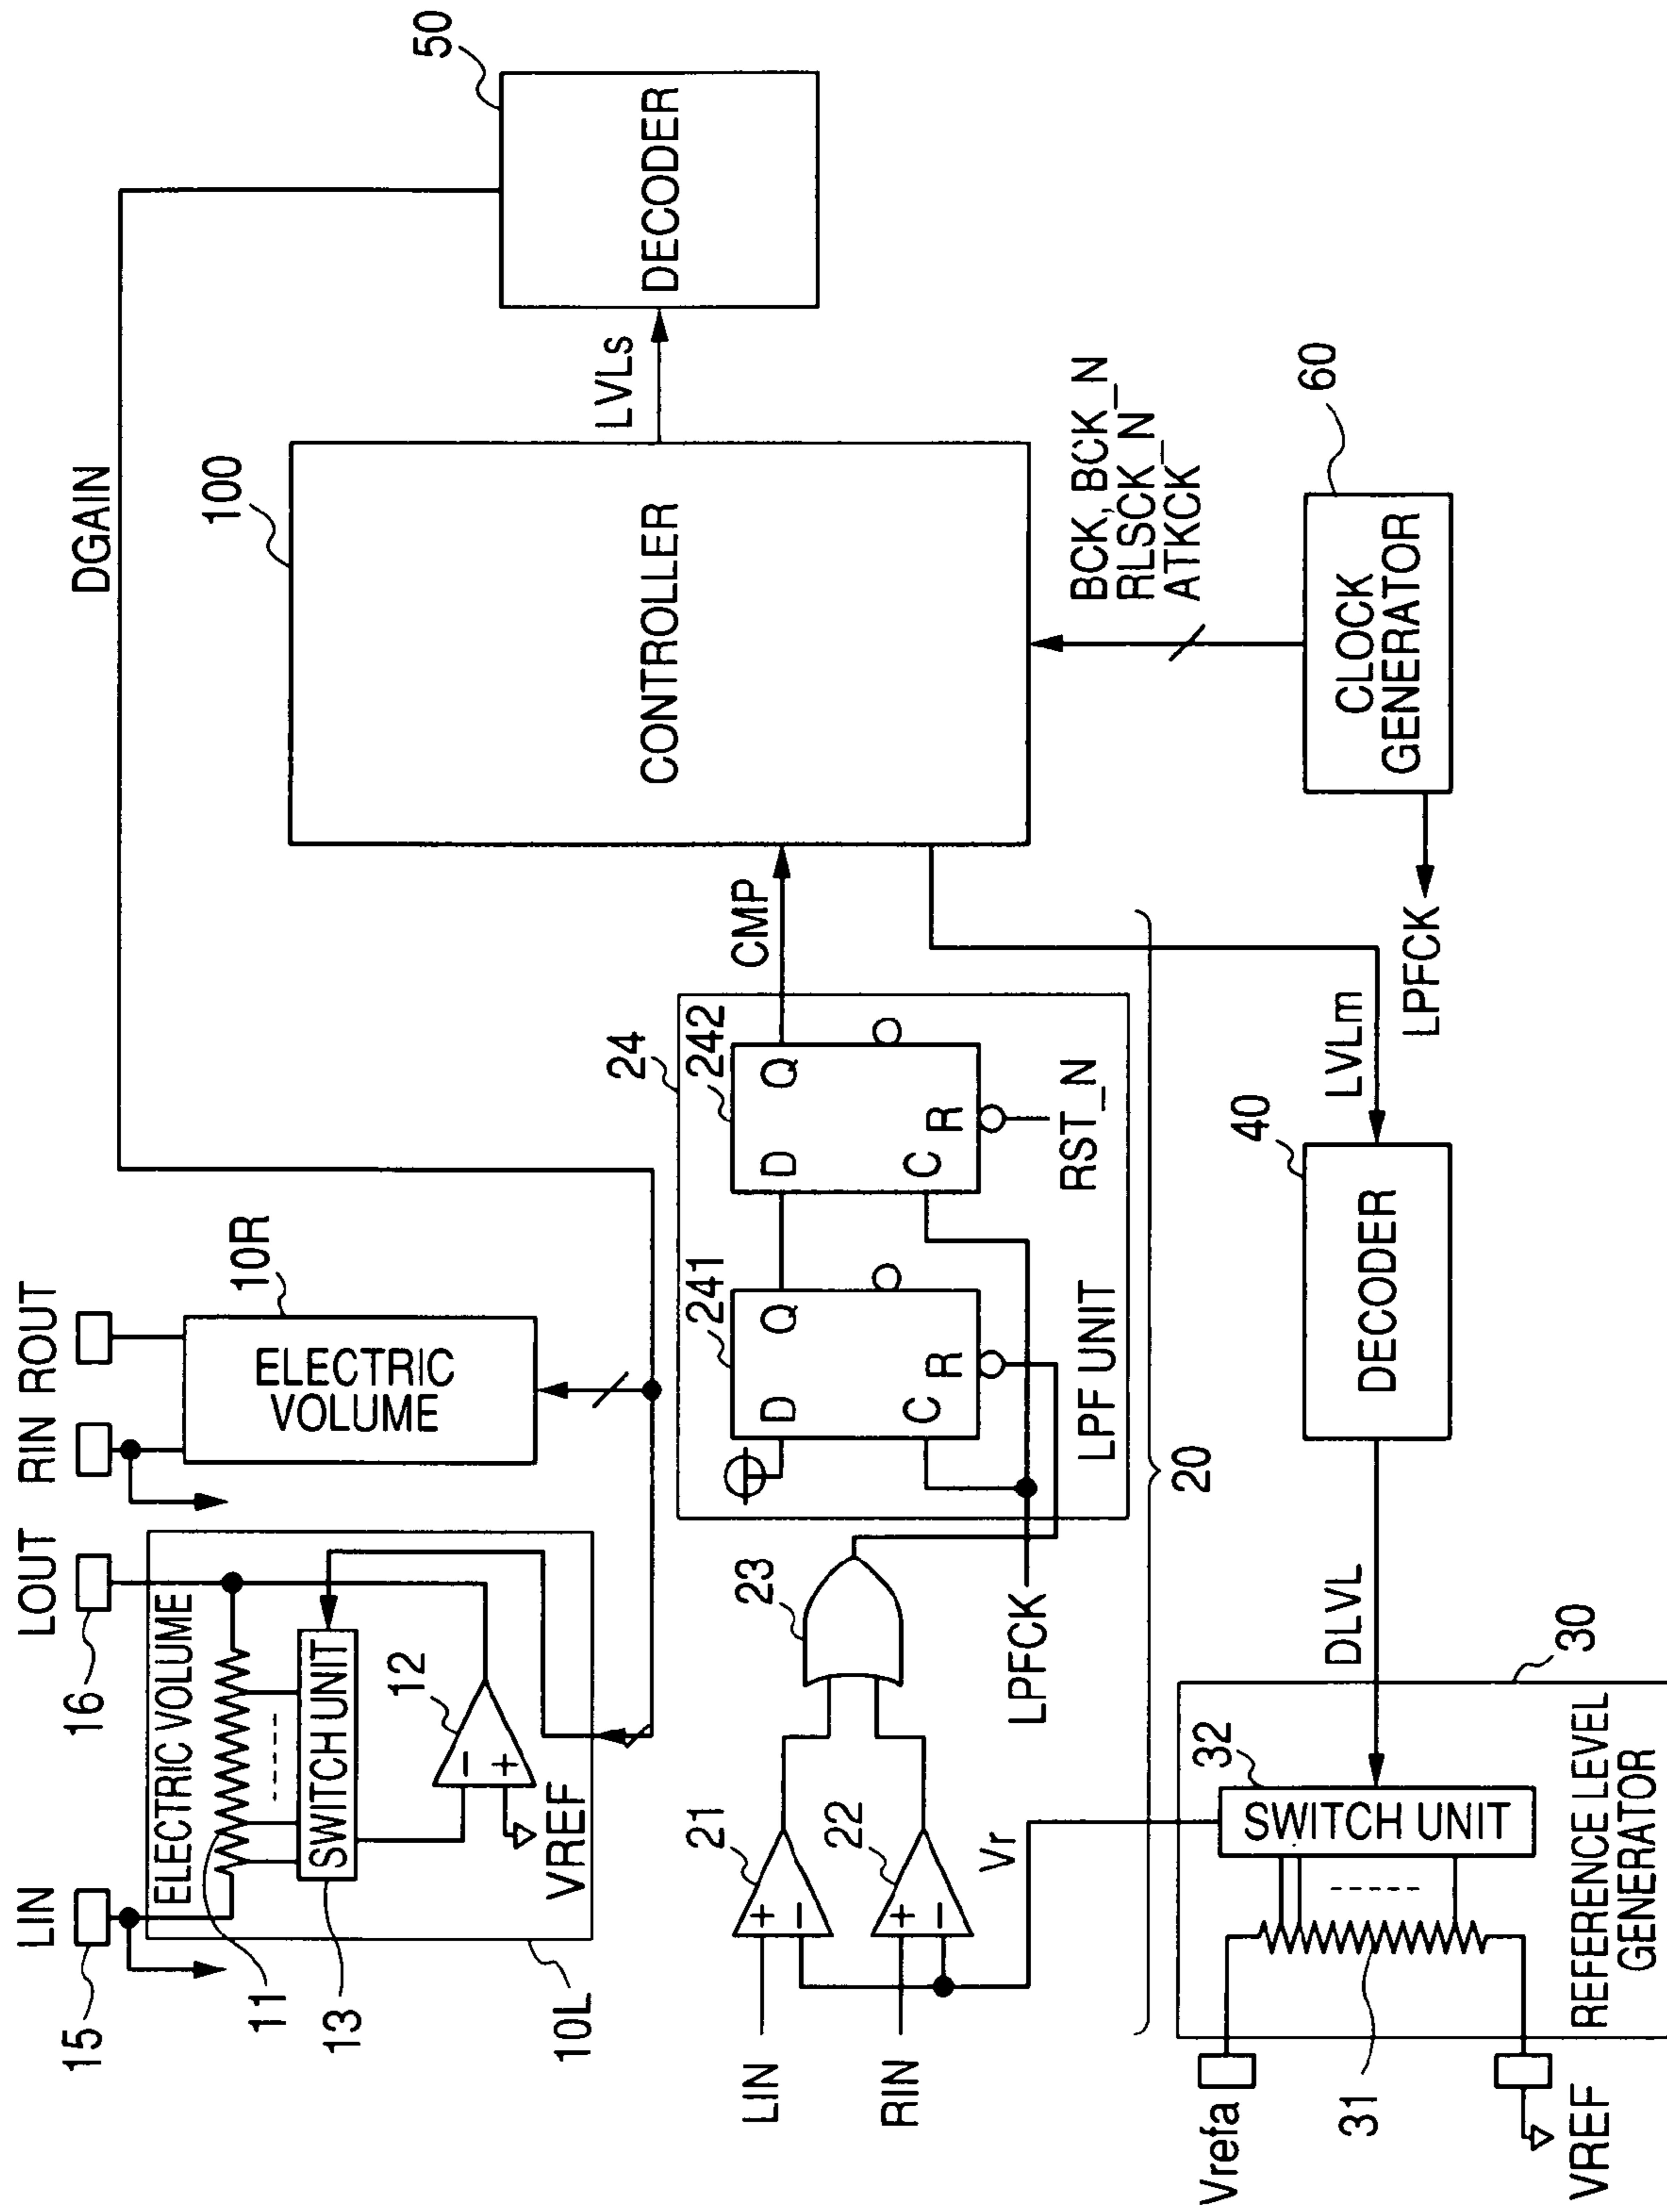 LIN
15
LOUT
16
RIN
ROUT
ELECTRIC VOLUME
11
SWITCH UNIT
13
12
VREF
10L
ELECTRIC
VOLUME
10R
DGAIN
100
CONTROLLER
LVLs
50
DECODER
LIN
RIN
21
22
Vr
23
LPFCK
24
241
D
Q
C
R
242
D
Q
C
R
RST_N
LPF UNIT
CMP
20
BCK, BCK_N
RLSCK_N
ATKCK
60
CLOCK
GENERATOR
LPFCK
LVLm
40
DECODER
DLVL
30
32
SWITCH UNIT
31
REFERENCE LEVEL
GENERATOR
Vrefa
VREF